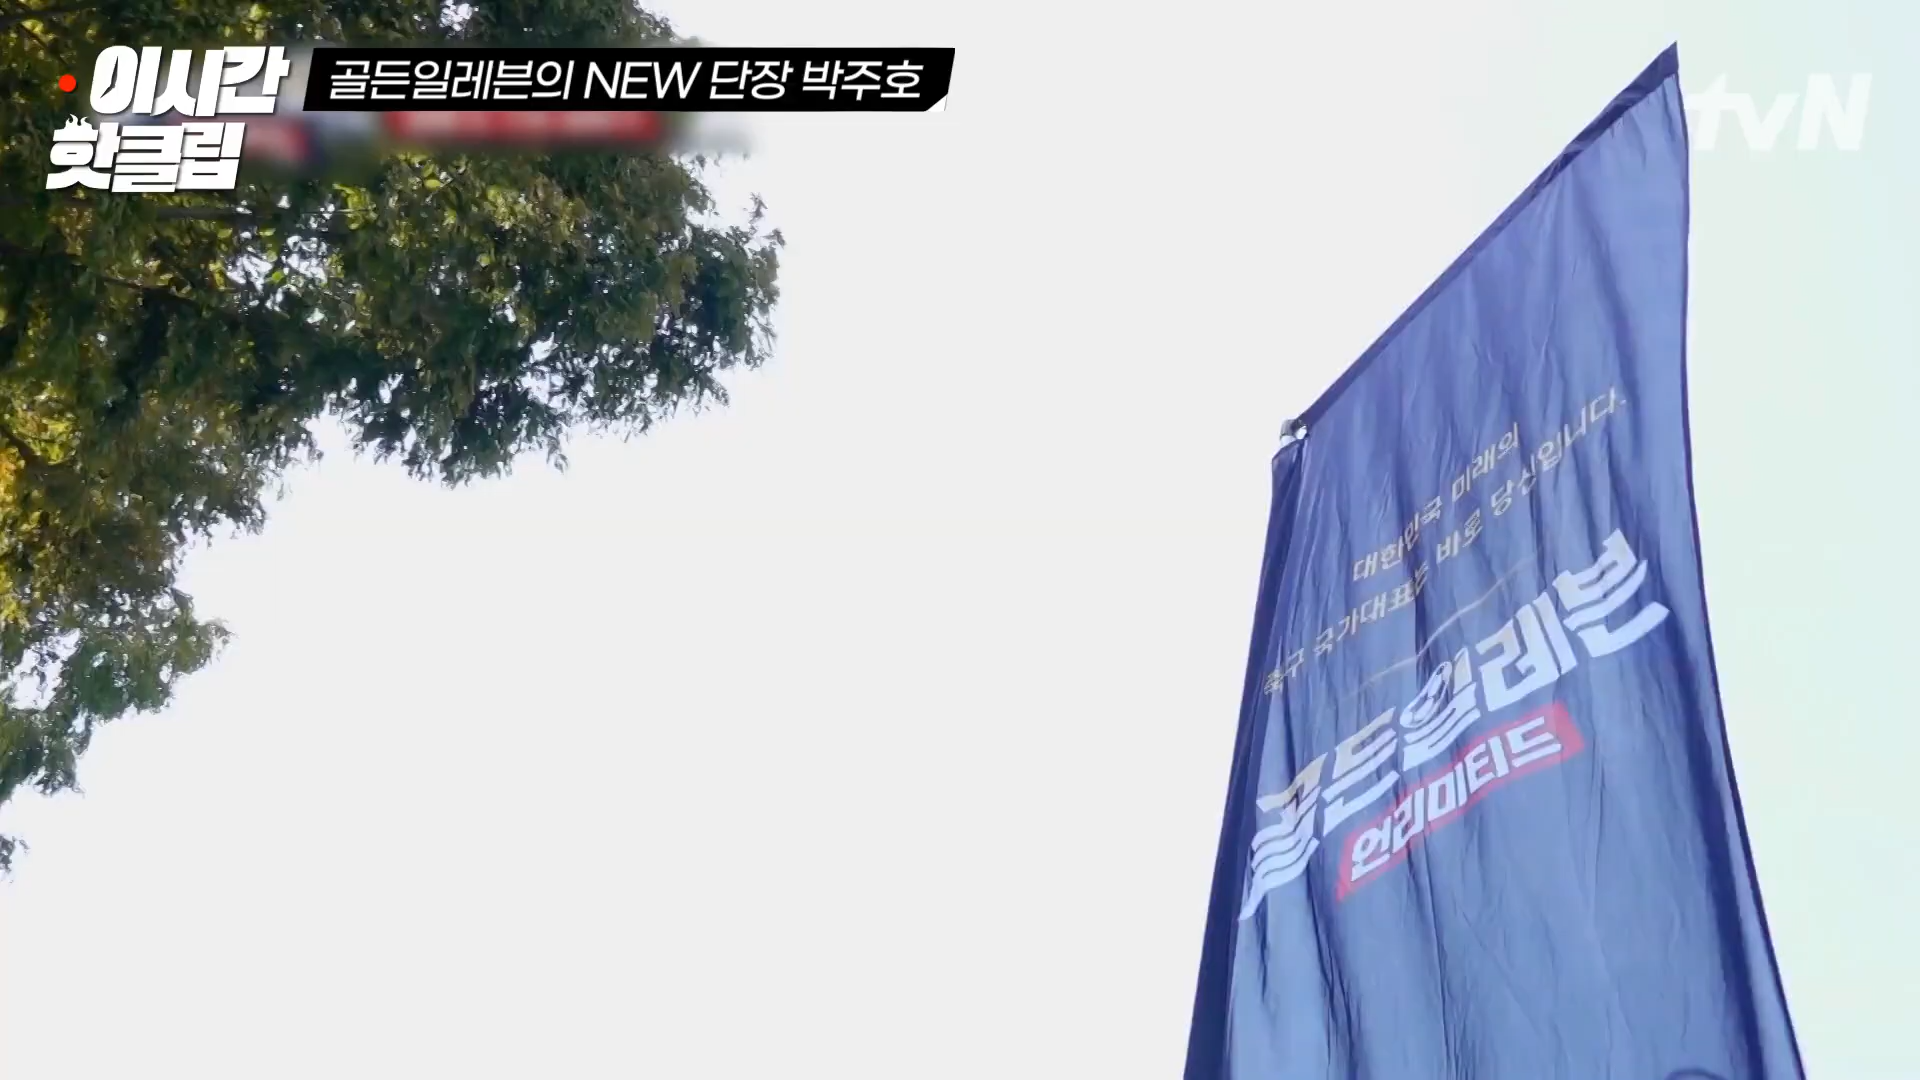 이시간
핫클립
골든일레븐의 NEW 단장 박주호
tvN
대한민국 미래의
축구 국가대표는 바로 당신입니다.
골든일레븐
언리미티드